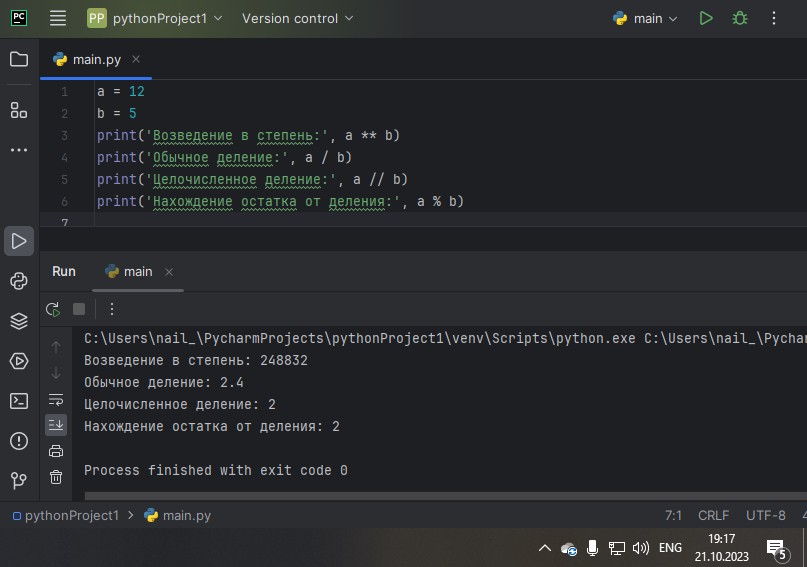 PC PP pythonProject1 Version control main
main.py
1 a = 12
2 b = 5
3 print('Возведение в степень:', a ** b)
4 print('Обычное деление:', a / b)
5 print('Целочисленное деление:', a // b)
6 print('Нахождение остатка от деления:', a % b)
7
Run main
C:\Users\nail_\PycharmProjects\pythonProject1\venv\Scripts\python.exe C:\Users\nail_\Pychar
Возведение в степень: 248832
Обычное деление: 2.4
Целочисленное деление: 2
Нахождение остатка от деления: 2
Process finished with exit code 0
pythonProject1 > main.py 7:1 CRLF UTF-8 4
ENG 19:17
21.10.2023 5